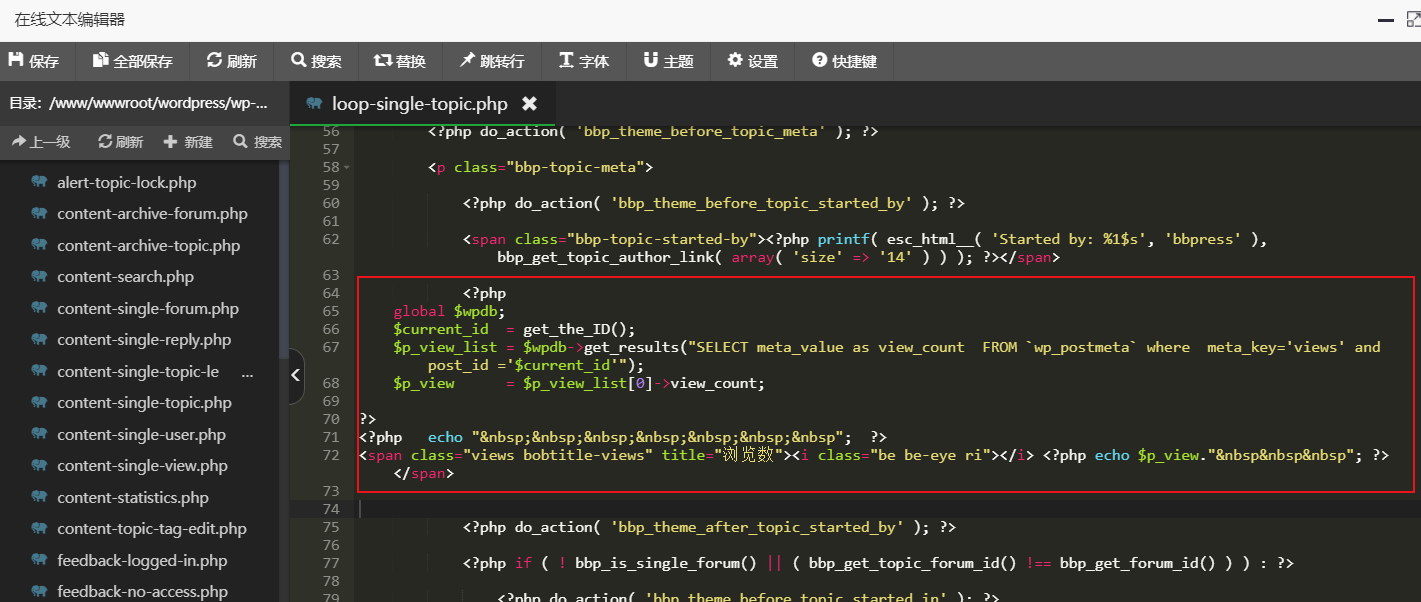 在线文本编辑器
保存 全部保存 刷新 搜索 替换 跳转行 字体 主题 设置 快捷键
目录: /www/wwwroot/wordpress/wp-...
loop-single-topic.php
上一级 刷新 新建 搜索
alert-topic-lock.php
content-archive-forum.php
content-archive-topic.php
content-search.php
content-single-forum.php
content-single-reply.php
content-single-topic-le ...
content-single-topic.php
content-single-user.php
content-single-view.php
content-statistics.php
content-topic-tag-edit.php
feedback-logged-in.php
feedback-no-access.php
56 <?php do_action( 'bbp_theme_before_topic_meta' ); ?>
57
58 <p class="bbp-topic-meta">
59
60 <?php do_action( 'bbp_theme_before_topic_started_by' ); ?>
61
62 <span class="bbp-topic-started-by"><?php printf( esc_html__( 'Started by: %1$s', 'bbpress' ),
bbp_get_topic_author_link( array( 'size' => '14' ) ) ); ?></span>
63
64 <?php
65 global $wpdb;
66 $current_id  = get_the_ID();
67 $p_view_list = $wpdb->get_results("SELECT meta_value as view_count  FROM `wp_postmeta` where  meta_key='views' and
post_id ='$current_id'");
68 $p_view      = $p_view_list[0]->view_count;
69
70 ?>
71 <?php   echo "&nbsp;&nbsp;&nbsp;&nbsp;&nbsp;&nbsp;&nbsp";  ?>
72 <span class="views bobtitle-views" title="浏览数"><i class="be be-eye ri"></i> <?php echo $p_view."&nbsp&nbsp&nbsp"; ?>
</span>
73
74
75 <?php do_action( 'bbp_theme_after_topic_started_by' ); ?>
76
77 <?php if ( ! bbp_is_single_forum() || ( bbp_get_topic_forum_id() !== bbp_get_forum_id() ) ) : ?>
78
79 <?php do_action( 'bbp_theme_before_topic_started_in' ); ?>